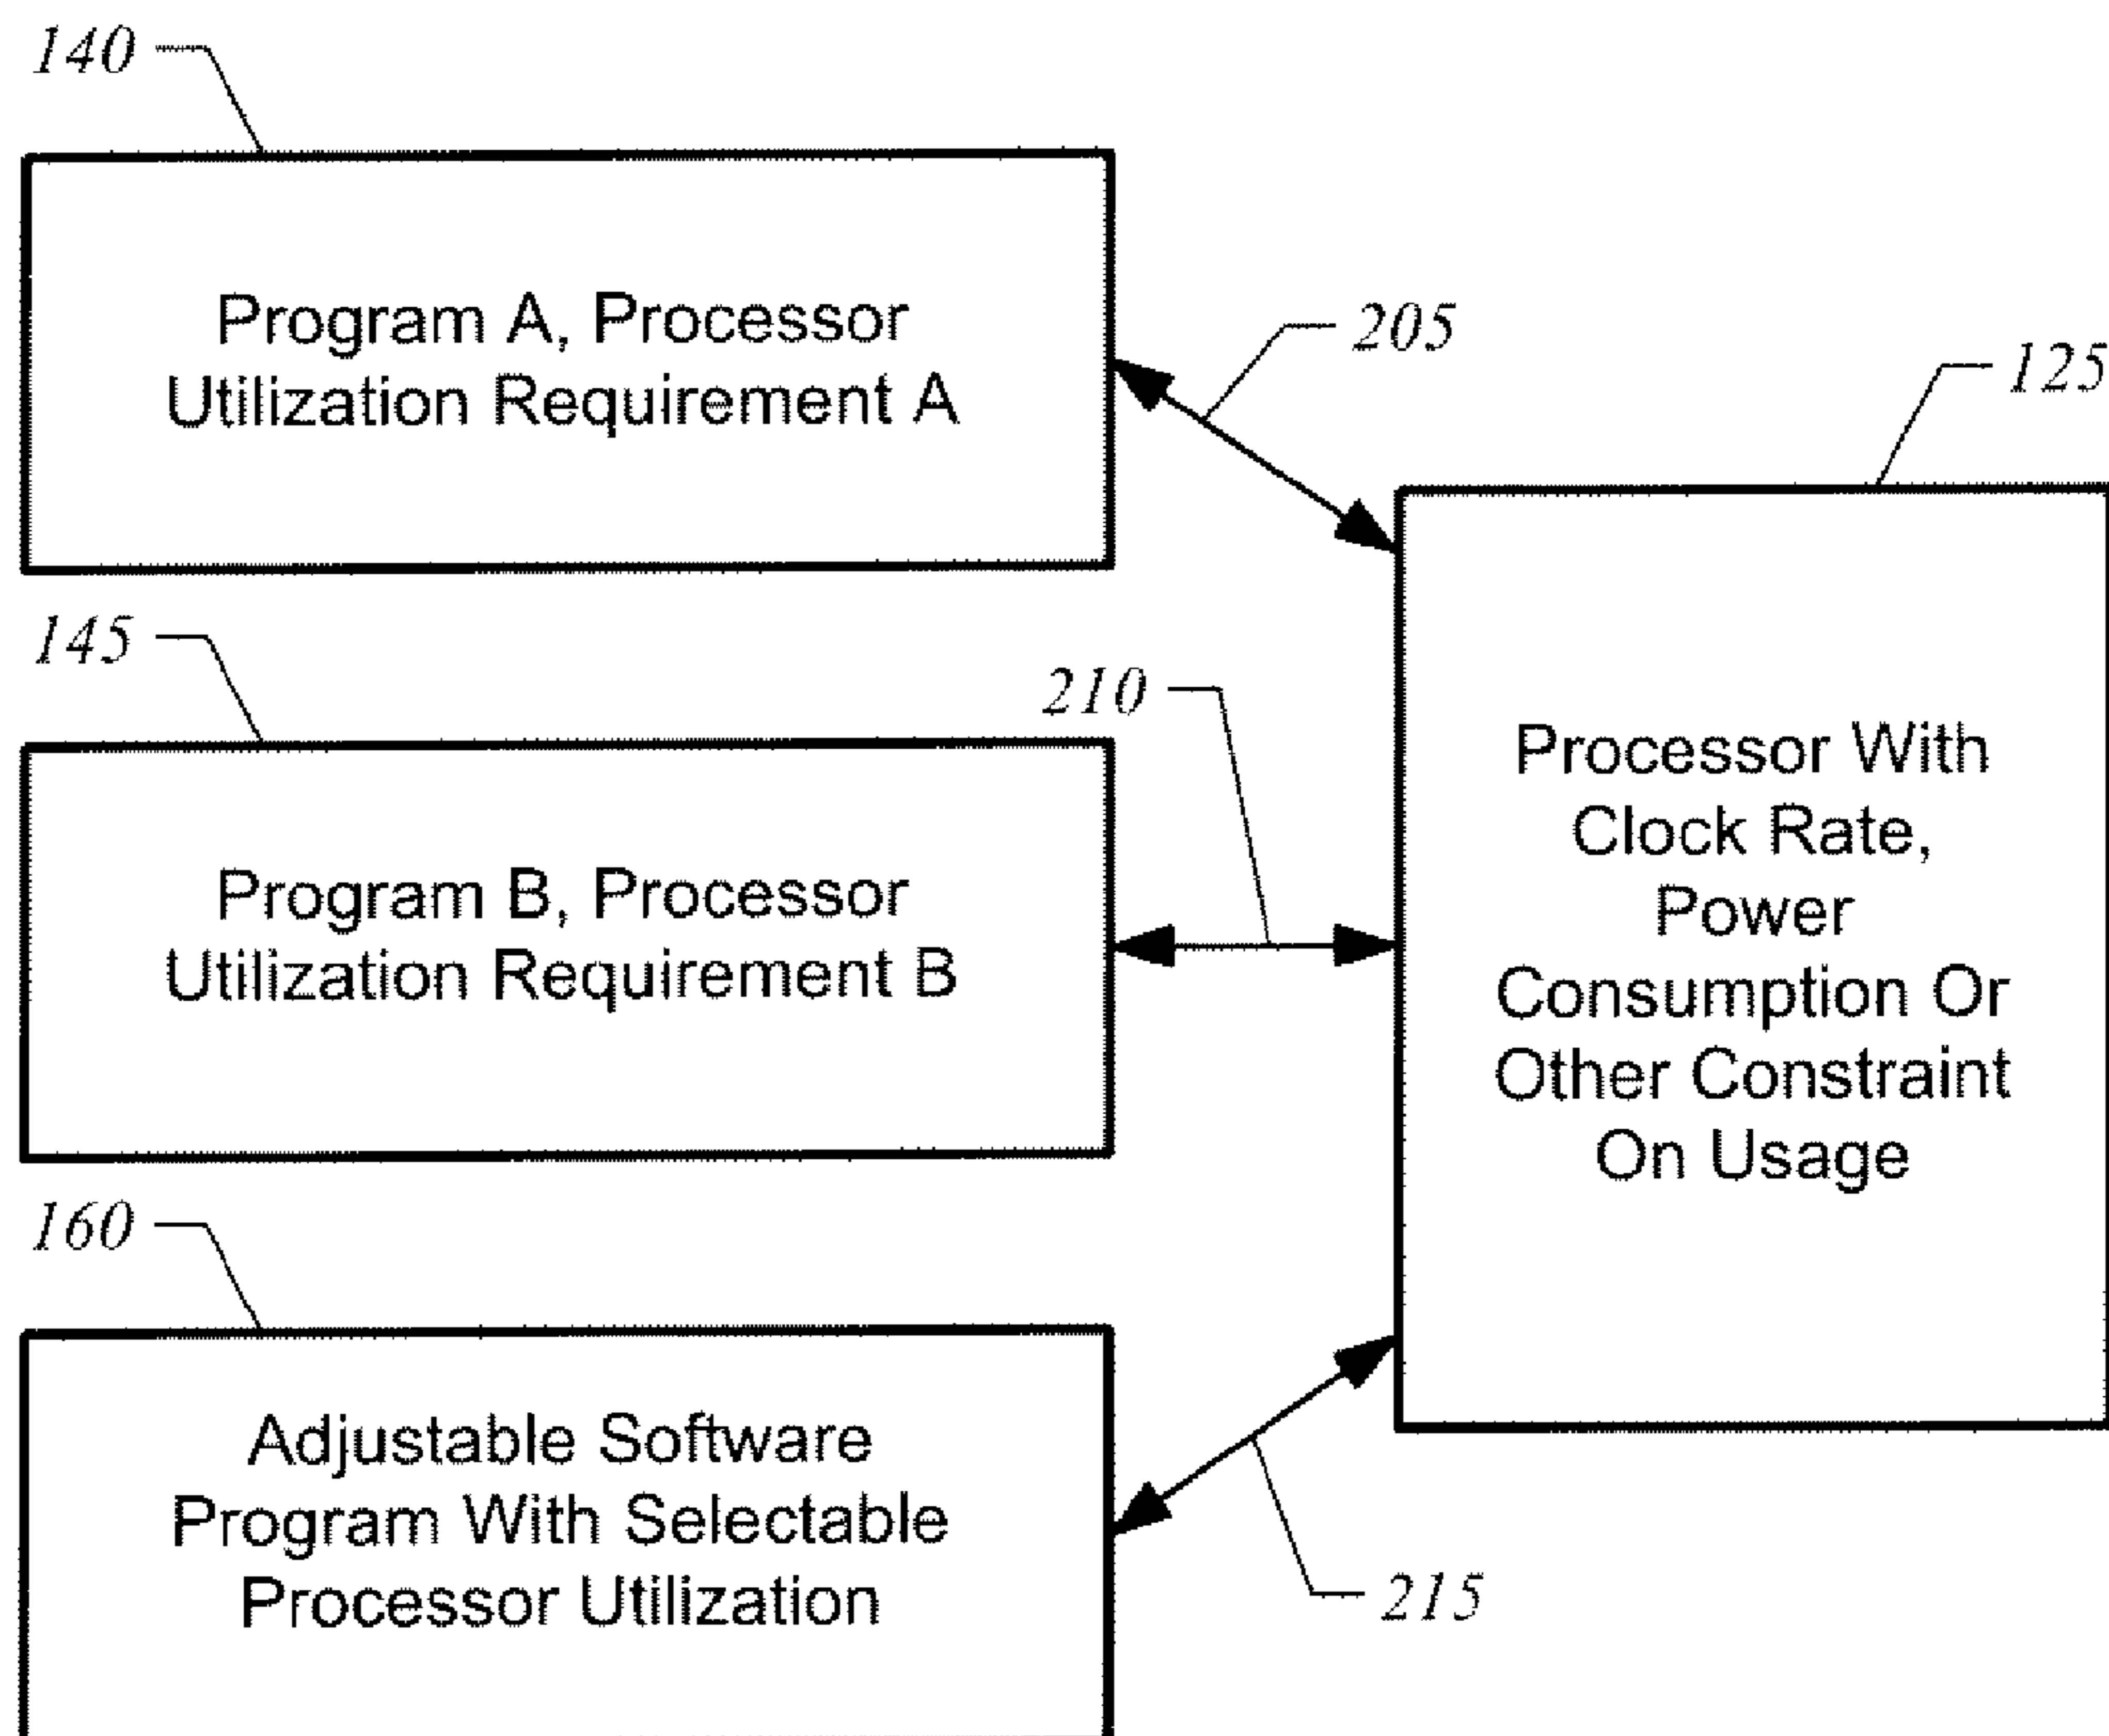 140
Program A, Processor
Utilization Requirement A
205
125
145
210
Program B, Processor
Utilization Requirement B
Processor With
Clock Rate,
Power
Consumption Or
Other Constraint
On Usage
160
Adjustable Software
Program With Selectable
Processor Utilization
215